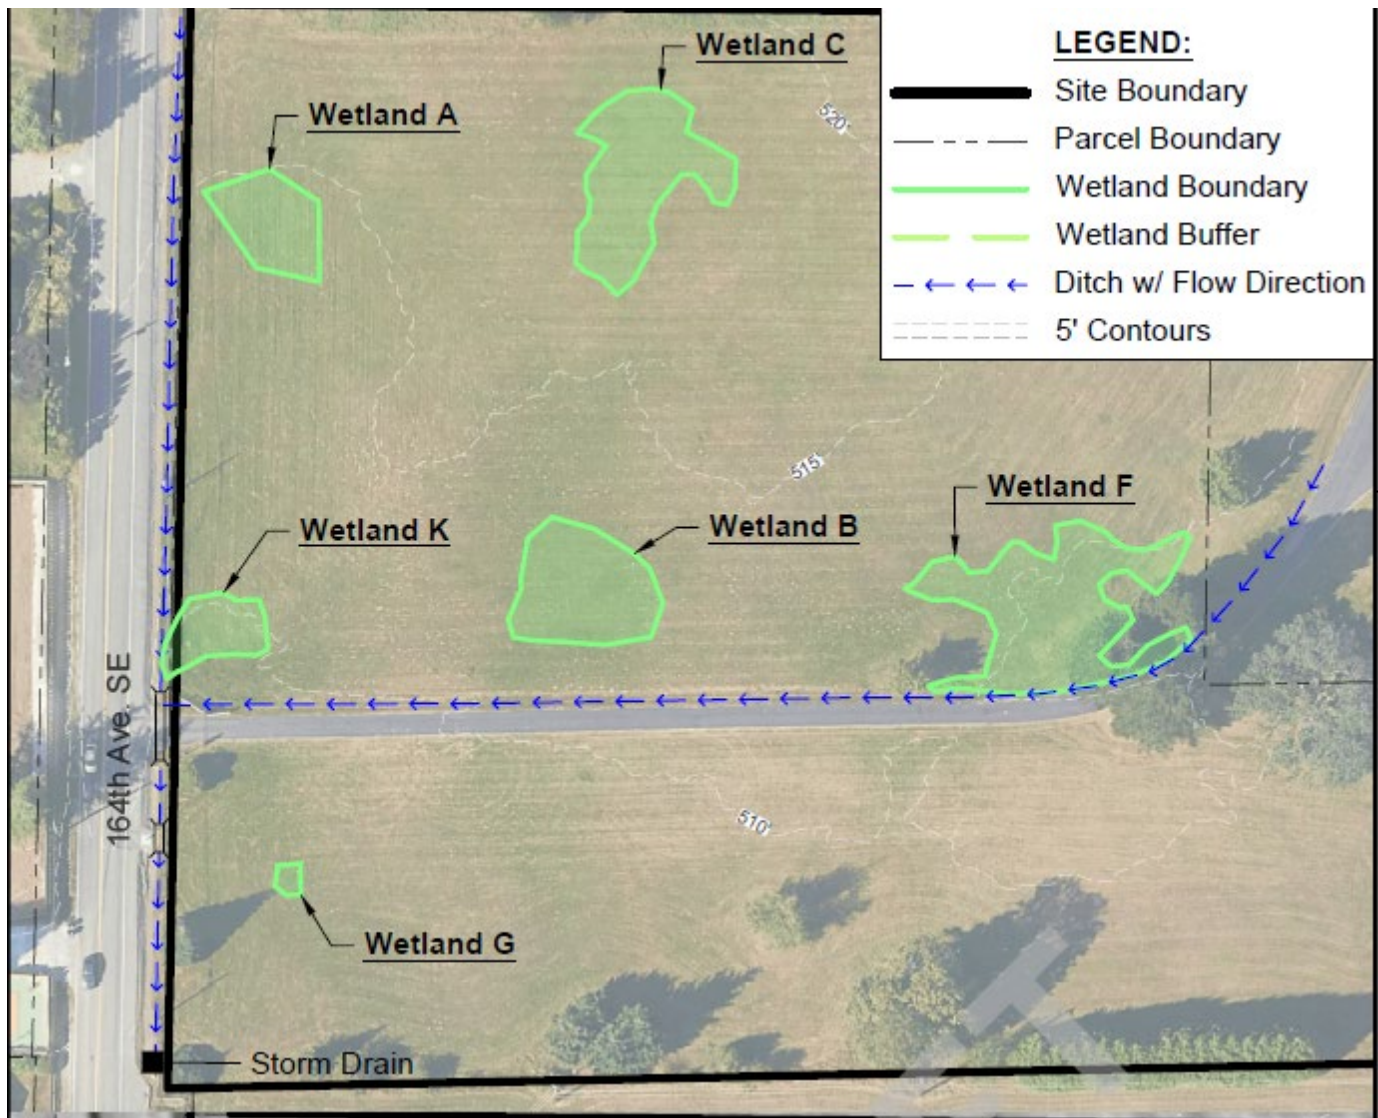 Wetland C
LEGEND:
Site Boundary
Parcel Boundary
Wetland Boundary
Wetland Buffer
Ditch w/ Flow Direction
5' Contours
Wetland A
520'
515'
Wetland F
Wetland K
Wetland B
164th Ave. SE
510'
Wetland G
Storm Drain